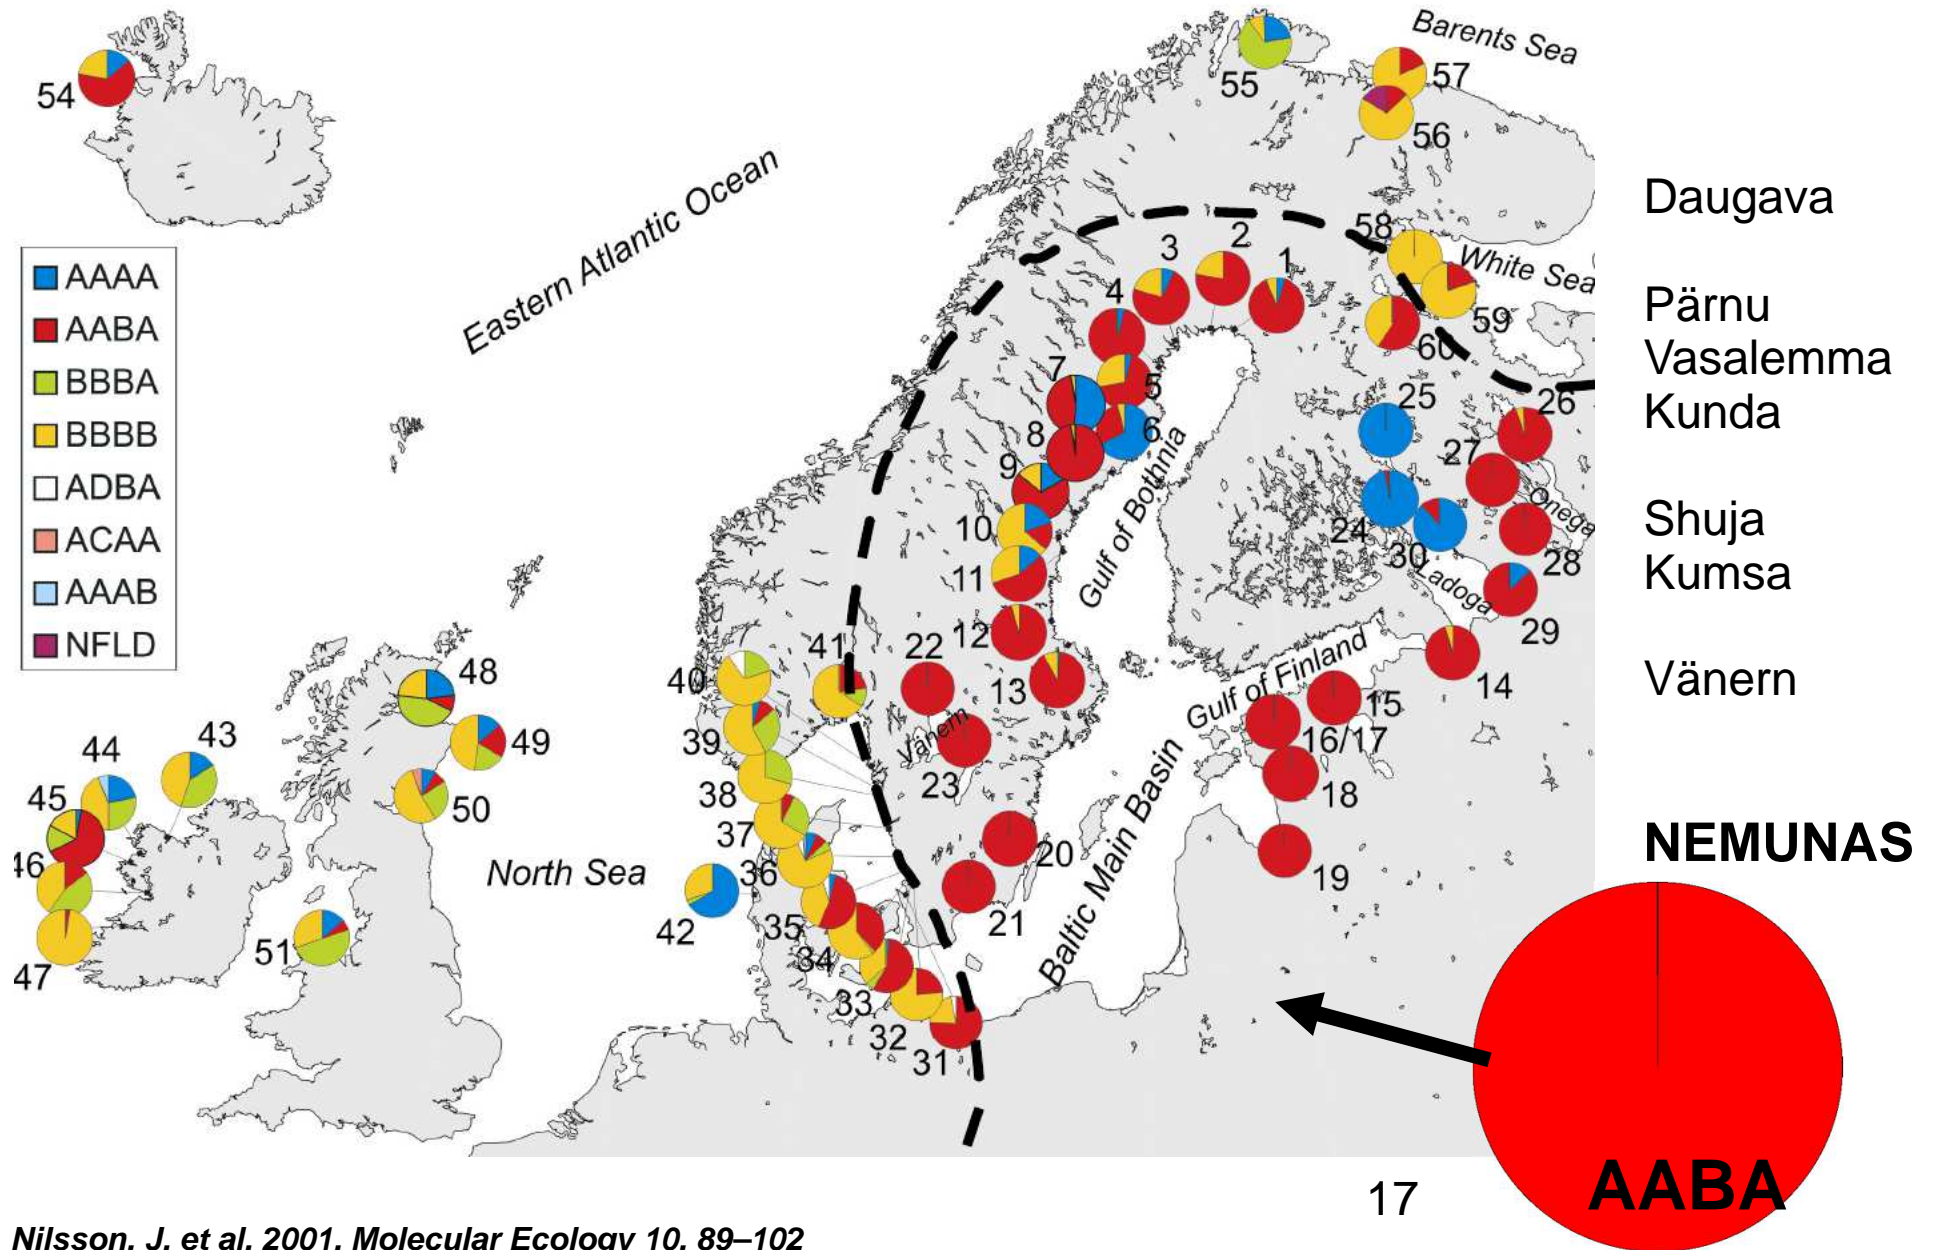 Barents Sea
54
55
57
56
Eastern Atlantic Ocean
Daugava
58
White Sea
3
2
1
4
59
60
AAAA
AABA
BBBA
BBBB
ADBA
ACAA
AAAB
NFLD
Pärnu
Vasalemma
Kunda
7
5
25
26
8
6
27
9
Gulf of Bothnia
10
24
Onega
30
28
11
Ladoga
Shuja
Kumsa
12
29
41
22
48
40
13
Gulf of Finland
14
15
Vänern
43
49
39
Vänern
16/17
44
45
50
38
23
18
Baltic Main Basin
37
20
NEMUNAS
46
North Sea
36
19
42
35
21
51
34
47
33
32
31
AABA
17
Nilsson, J. et al. 2001. Molecular Ecology 10, 89–102